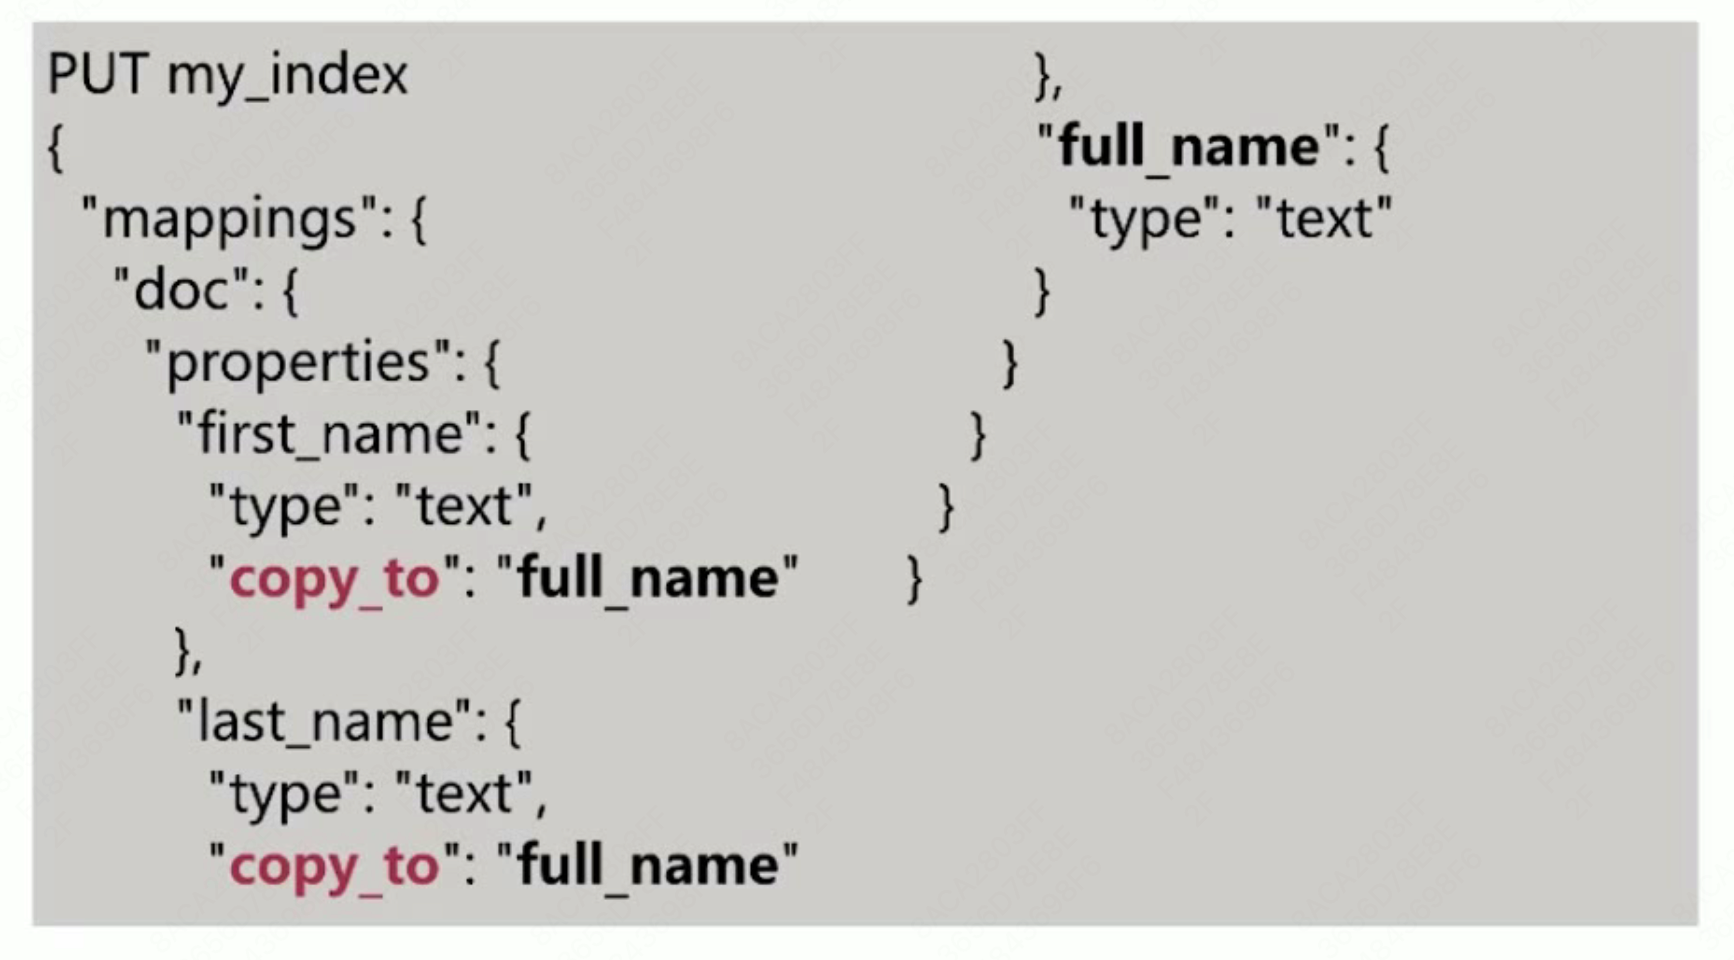 PUT my_index
{
"mappings": {
"doc": {
"properties": {
"first_name": {
"type": "text",
"copy_to": "full_name"
},
"last_name": {
"type": "text",
"copy_to": "full_name"
},
"full_name": {
"type": "text"
}
}
}
}
}